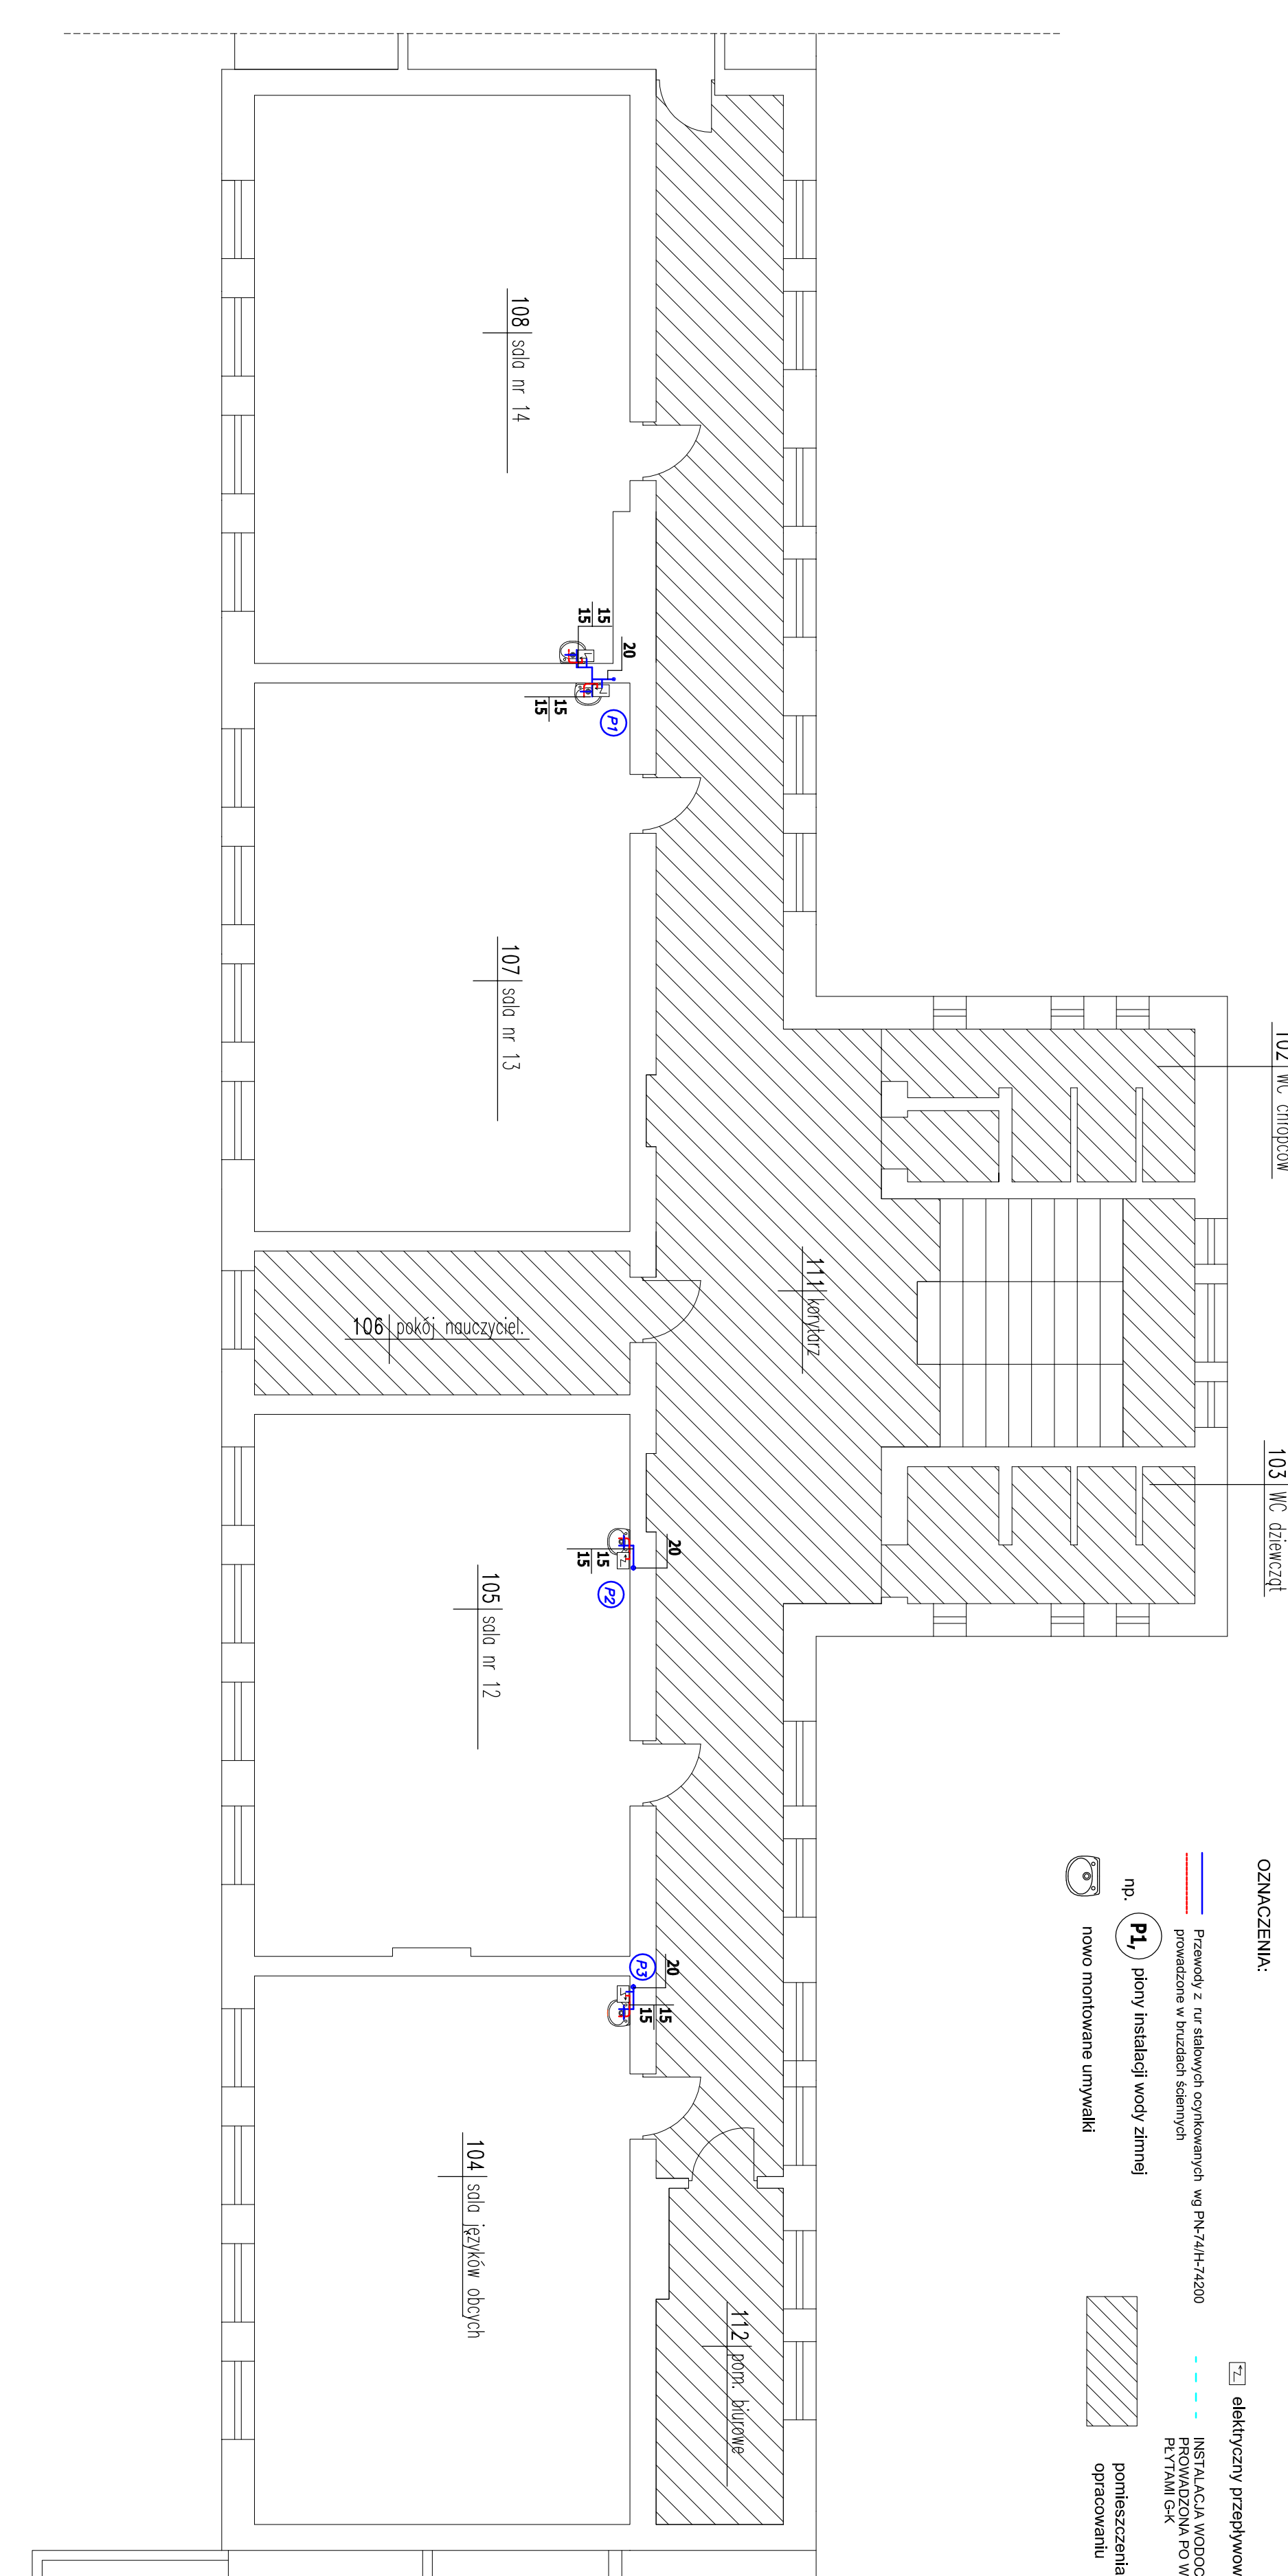 102 WC chłopców
103 WC dziewcząt
111 korytarz
108 sala nr 14
107 sala nr 13
106 pokój nauczyciel.
105 sala nr 12
104 sala języków obcych
112 pom. biurowe
15
15
20
15
15
P1
20
15
15
P2
20
P3
15
15
OZNACZENIA:
Przewody z rur stalowych ocynkowanych wg PN-74/H-74200
prowadzone w bruzdach ściennych
np. P1, piony instalacji wody zimnej
nowo montowane umywalki
elektryczny
INSTALACJA
PROWADZONA PO
PŁYTAMI G-K
pomieszczenia
opracowaniu